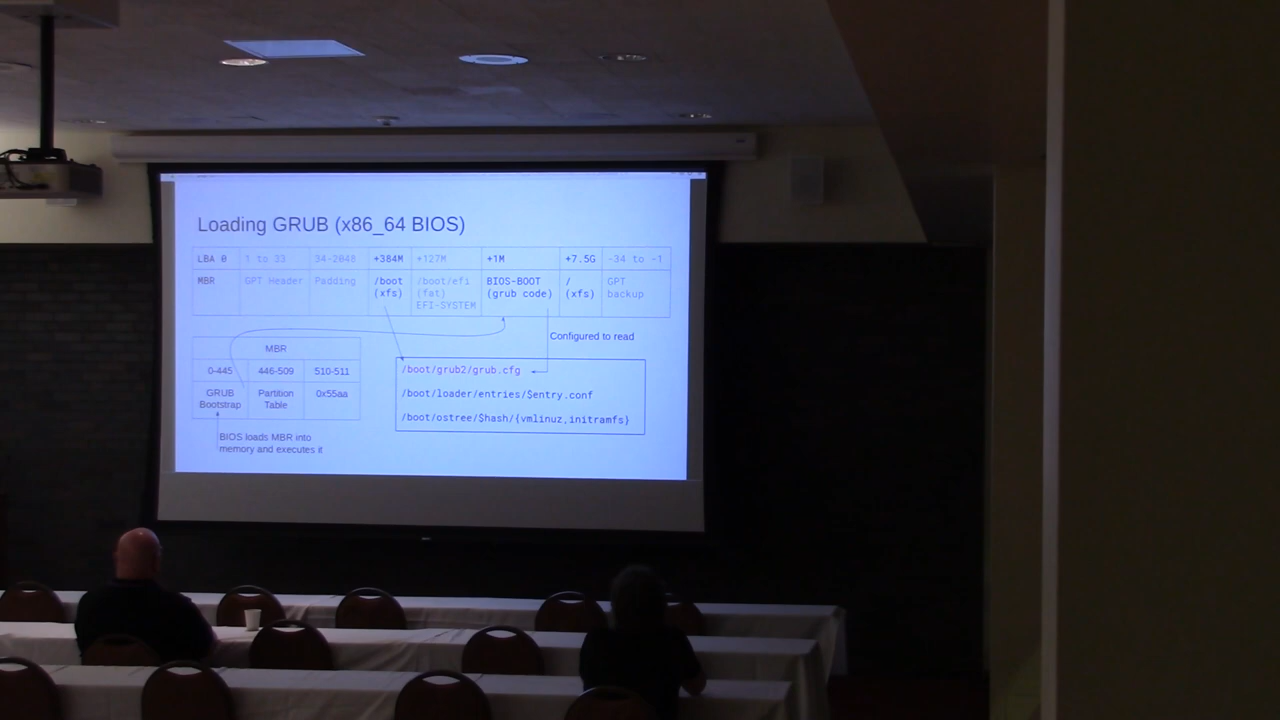 Loading GRUB (x86_64 BIOS)
LBA 0 1 to 33 34-2048 +384M +127M +1M +7.5G -34 to -1
MBR GPT Header Padding /boot /boot/efi BIOS-BOOT / GPT
(xfs) (fat) (grub code) (xfs) backup
EFI-SYSTEM
Configured to read
MBR
0-445 446-509 510-511
GRUB Partition 0x55aa
Bootstrap Table
/boot/grub2/grub.cfg
/boot/loader/entries/$entry.conf
/boot/ostree/$hash/{vmlinuz,initramfs}
BIOS loads MBR into
memory and executes it